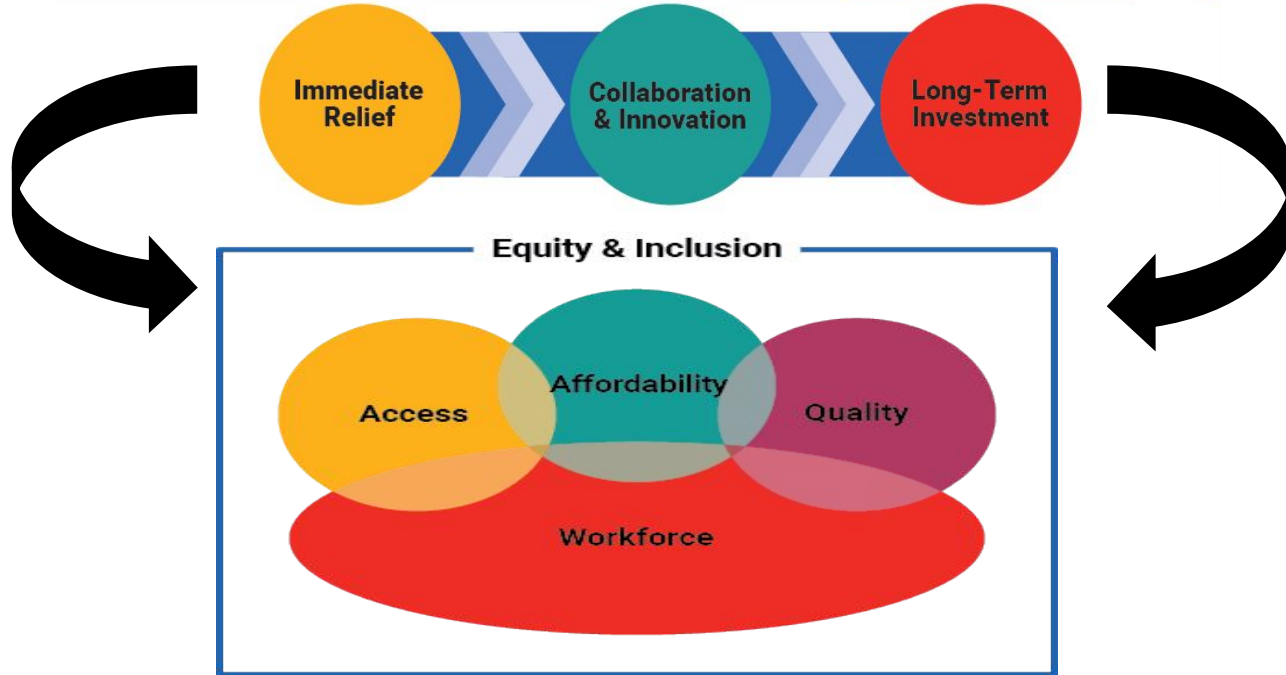 Immediate
Relief
Collaboration
& Innovation
Long-Term
Investment
Equity & Inclusion
Affordability
Access
Quality
Workforce